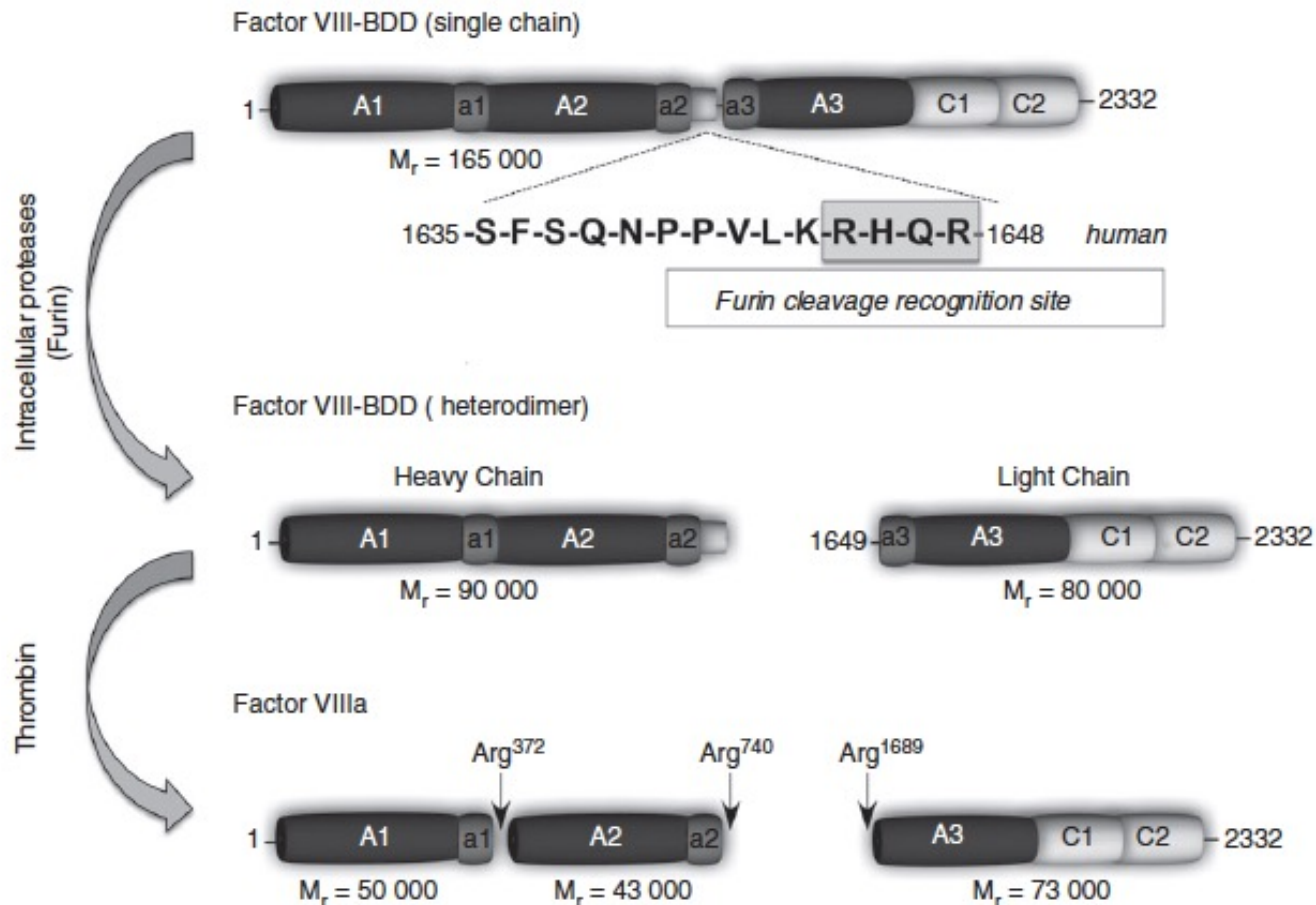 Factor VIII-BDD (single chain)
1 A1 a1 A2 a2 a3 A3 C1 C2 2332
Mr = 165 000
1635 -S-F-S-Q-N-P-P-V-L-K-R-H-Q-R- 1648 human
Furin cleavage recognition site
Intracellular proteases
(Furin)
Factor VIII-BDD ( heterodimer)
Heavy Chain Light Chain
1 A1 a1 A2 a2 1649 a3 A3 C1 C2 2332
Mr = 90 000 Mr = 80 000
Thrombin
Factor VIIIa
Arg372 Arg740 Arg1689
1 A1 a1 A2 a2 A3 C1 C2 2332
Mr = 50 000 Mr = 43 000 Mr = 73 000